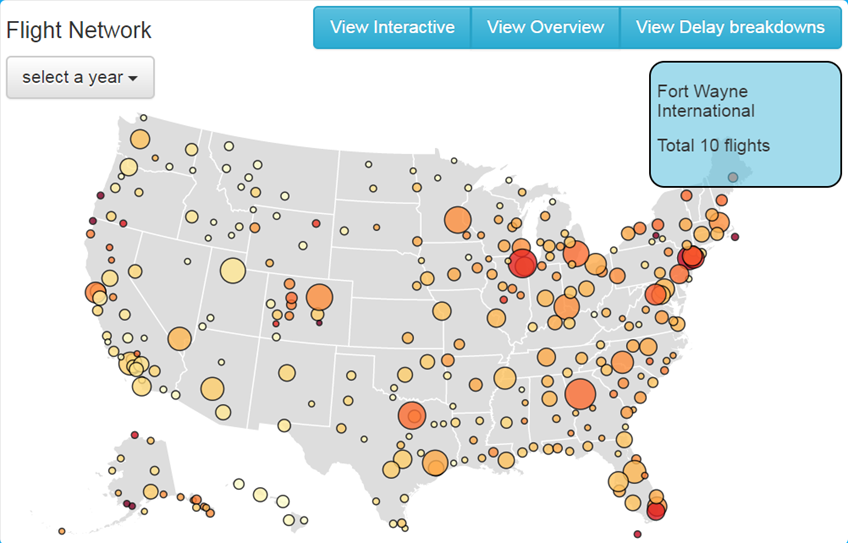 Flight Network
View Interactive
View Overview
View Delay breakdowns
select a year
Fort Wayne
International
Total 10 flights